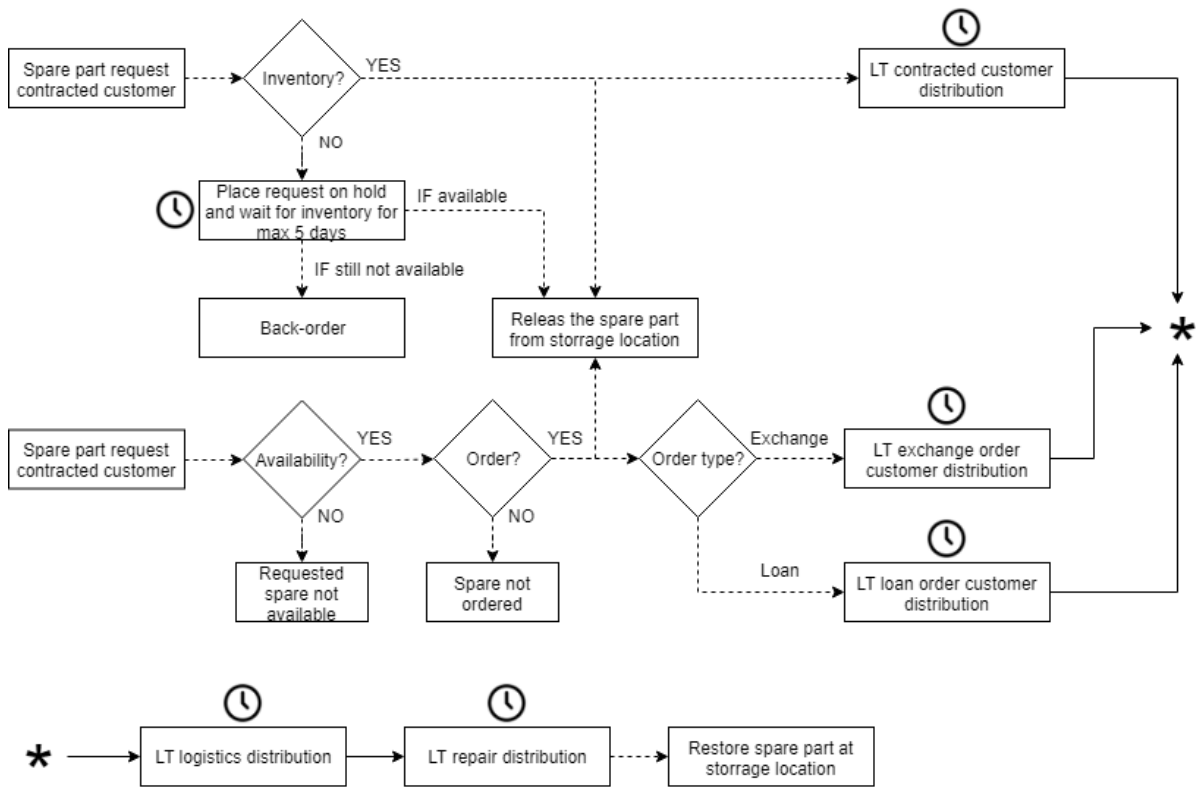 Spare part request
contracted customer
Inventory?
YES
LT contracted customer
distribution
NO
Place request on hold
and wait for inventory for
max 5 days
IF available
IF still not available
Back-order
Releas the spare part
from storrage location
*
Spare part request
contracted customer
Availability?
YES
Order?
YES
Order type?
Exchange
LT exchange order
customer distribution
NO
NO
Requested
spare not
available
Spare not
ordered
Loan
LT loan order customer
distribution
*
LT logistics distribution
LT repair distribution
Restore spare part at
storrage location